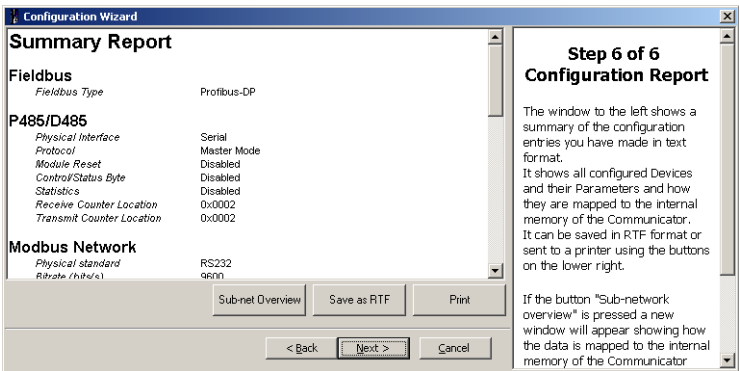 Configuration Wizard
Summary Report
Fieldbus
Fieldbus Type Profibus-DP
P485/D485
Physical Interface Serial
Protocol Master Mode
Module Reset Disabled
Control/Status Byte Disabled
Statistics Disabled
Receive Counter Location 0x0002
Transmit Counter Location 0x0002
Modbus Network
Physical standard RS232
Bitrate (bits/s) 9600
Sub-net Overview Save as RTF Print
< Back Next > Cancel
Step 6 of 6
Configuration Report
The window to the left shows a
summary of the configuration
entries you have made in text
format.
It shows all configured Devices
and their Parameters and how
they are mapped to the internal
memory of the Communicator.
It can be saved in RTF format or
sent to a printer using the buttons
on the lower right.
If the button "Sub-network
overview" is pressed a new
window will appear showing how
the data is mapped to the internal
memory of the Communicator